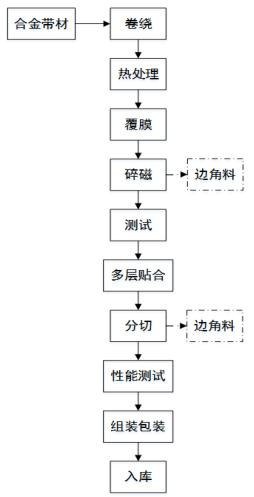 合金带材
卷绕
热处理
覆膜
碎磁
边角料
测试
多层贴合
分切
边角料
性能测试
组装包装
入库